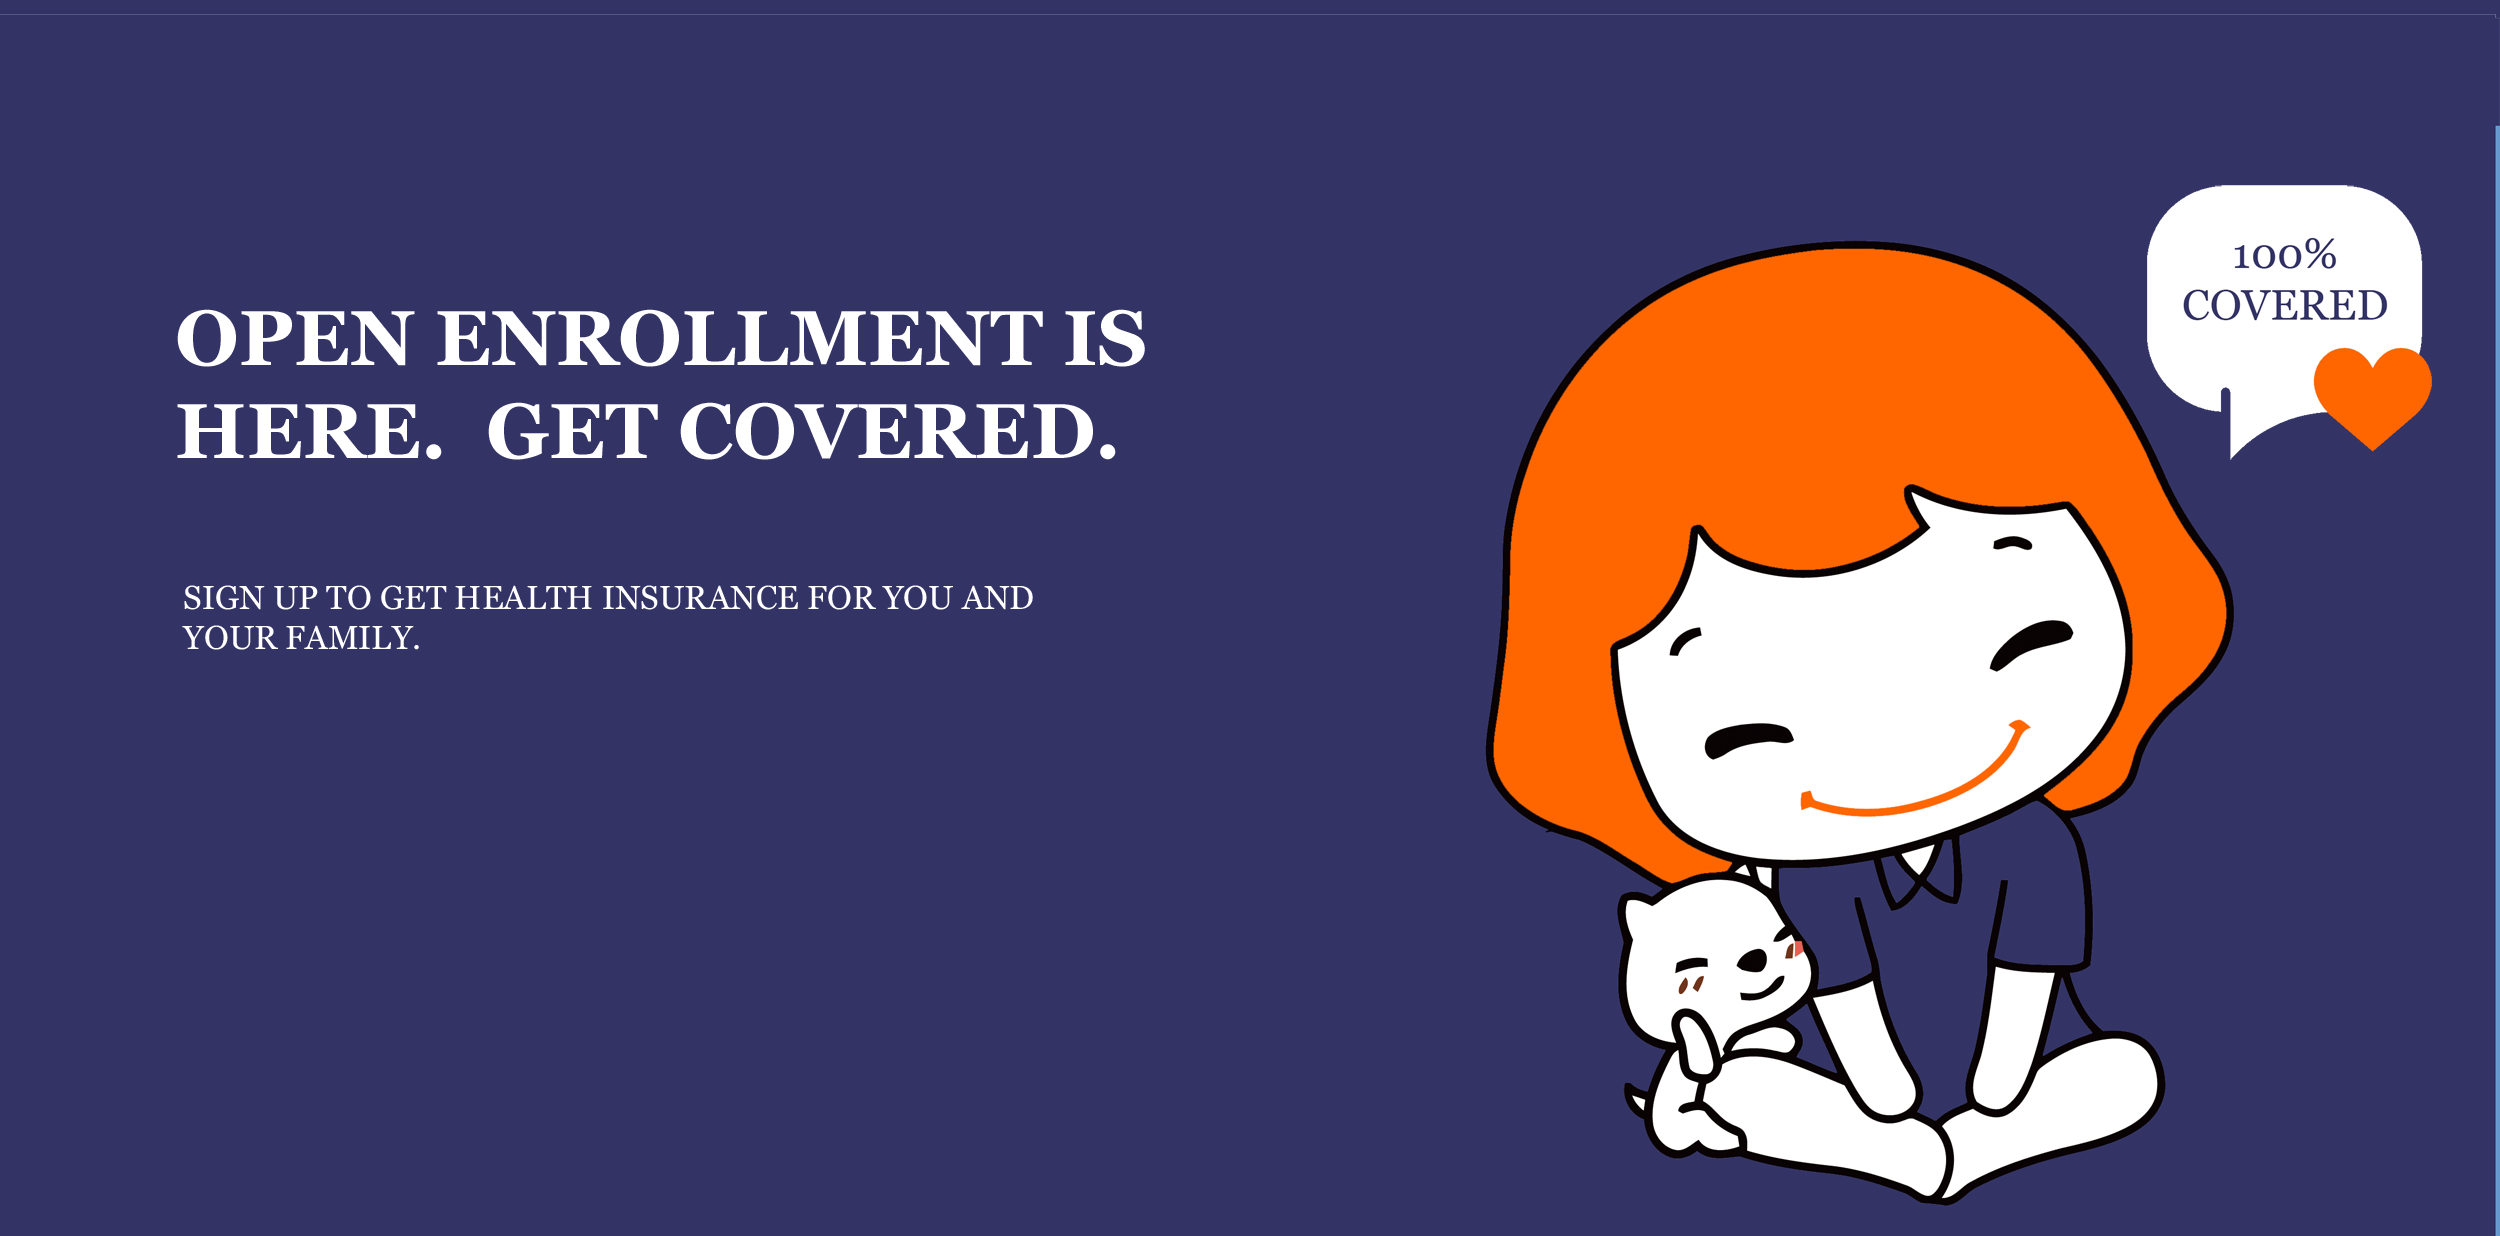 OPEN ENROLLMENT IS
HERE. GET COVERED.
SIGN UP TO GET HEALTH INSURANCE FOR YOU AND
YOUR FAMILY.
100%
COVERED